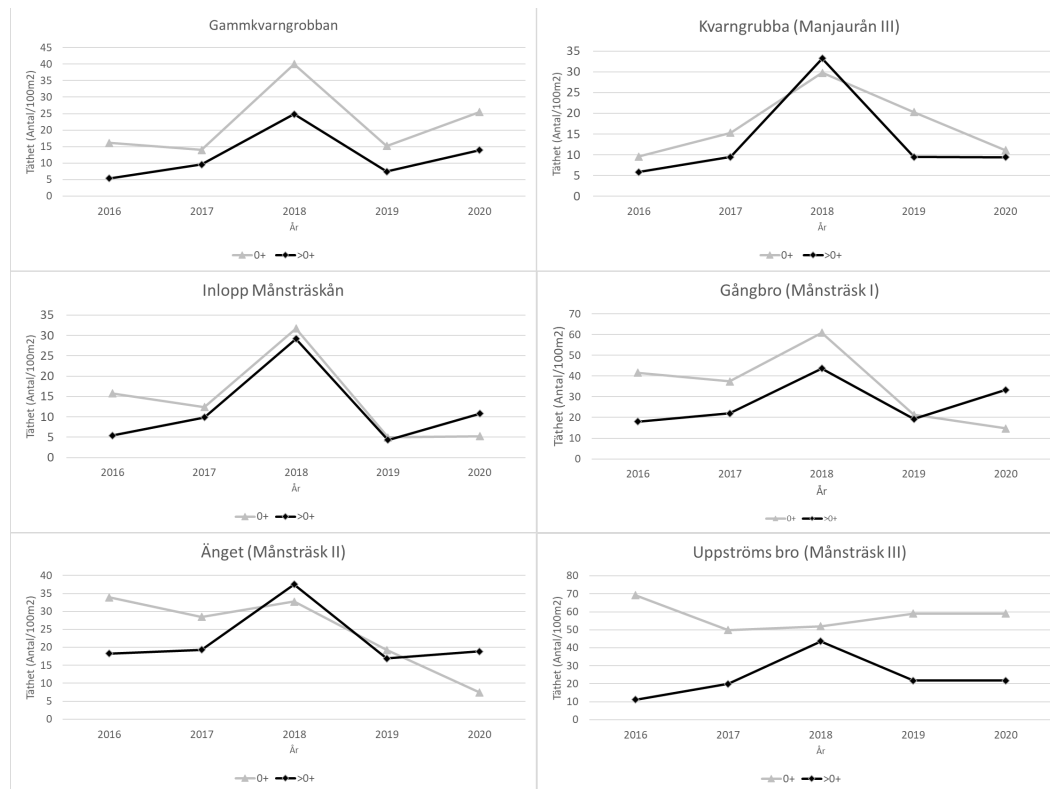 Gammkvarngrobban
Täthet (Antal/100m2)
45
40
35
30
25
20
15
10
5
0
2016 2017 2018 2019 2020
År
0+ >0+
Kvarngrubba (Manjaurån III)
Täthet (Antal/100m2)
35
30
25
20
15
10
5
0
2016 2017 2018 2019 2020
År
0+ >0+
Inlopp Månsträskån
Täthet (Antal/100m2)
35
30
25
20
15
10
5
0
2016 2017 2018 2019 2020
År
0+ >0+
Gångbro (Månsträsk I)
Täthet (Antal/100m2)
70
60
50
40
30
20
10
0
2016 2017 2018 2019 2020
År
0+ >0+
Änget (Månsträsk II)
Täthet (Antal/100m2)
40
35
30
25
20
15
10
5
0
2016 2017 2018 2019 2020
År
0+ >0+
Uppströms bro (Månsträsk III)
Täthet (Antal/100m2)
80
70
60
50
40
30
20
10
0
2016 2017 2018 2019 2020
År
0+ >0+